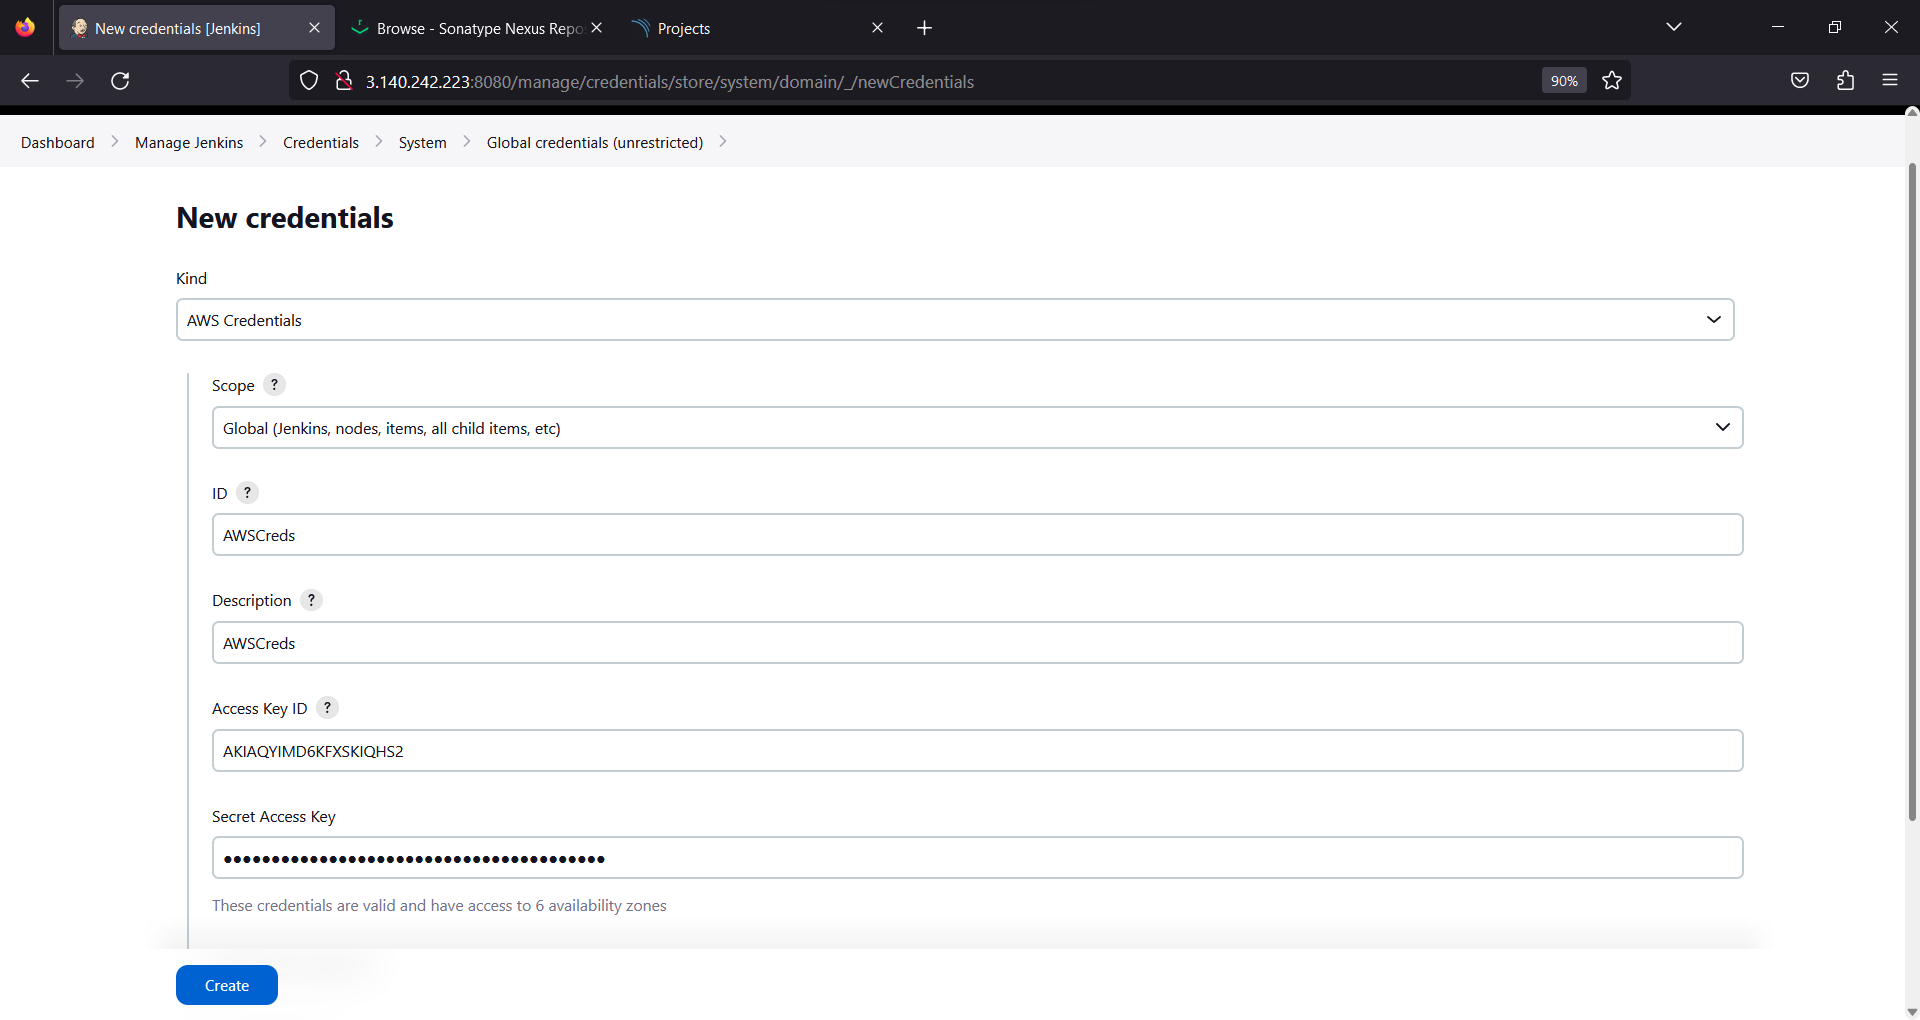 New credentials [Jenkins]
Browse - Sonatype Nexus Repo
Projects
3.140.242.223:8080/manage/credentials/store/system/domain/_/newCredentials
90%
Dashboard
Manage Jenkins
Credentials
System
Global credentials (unrestricted)
New credentials
Kind
AWS Credentials
Scope ?
Global (Jenkins, nodes, items, all child items, etc)
ID ?
AWSCreds
Description ?
AWSCreds
Access Key ID ?
AKIAQYIMD6KFXSKIQHS2
Secret Access Key
These credentials are valid and have access to 6 availability zones
Create